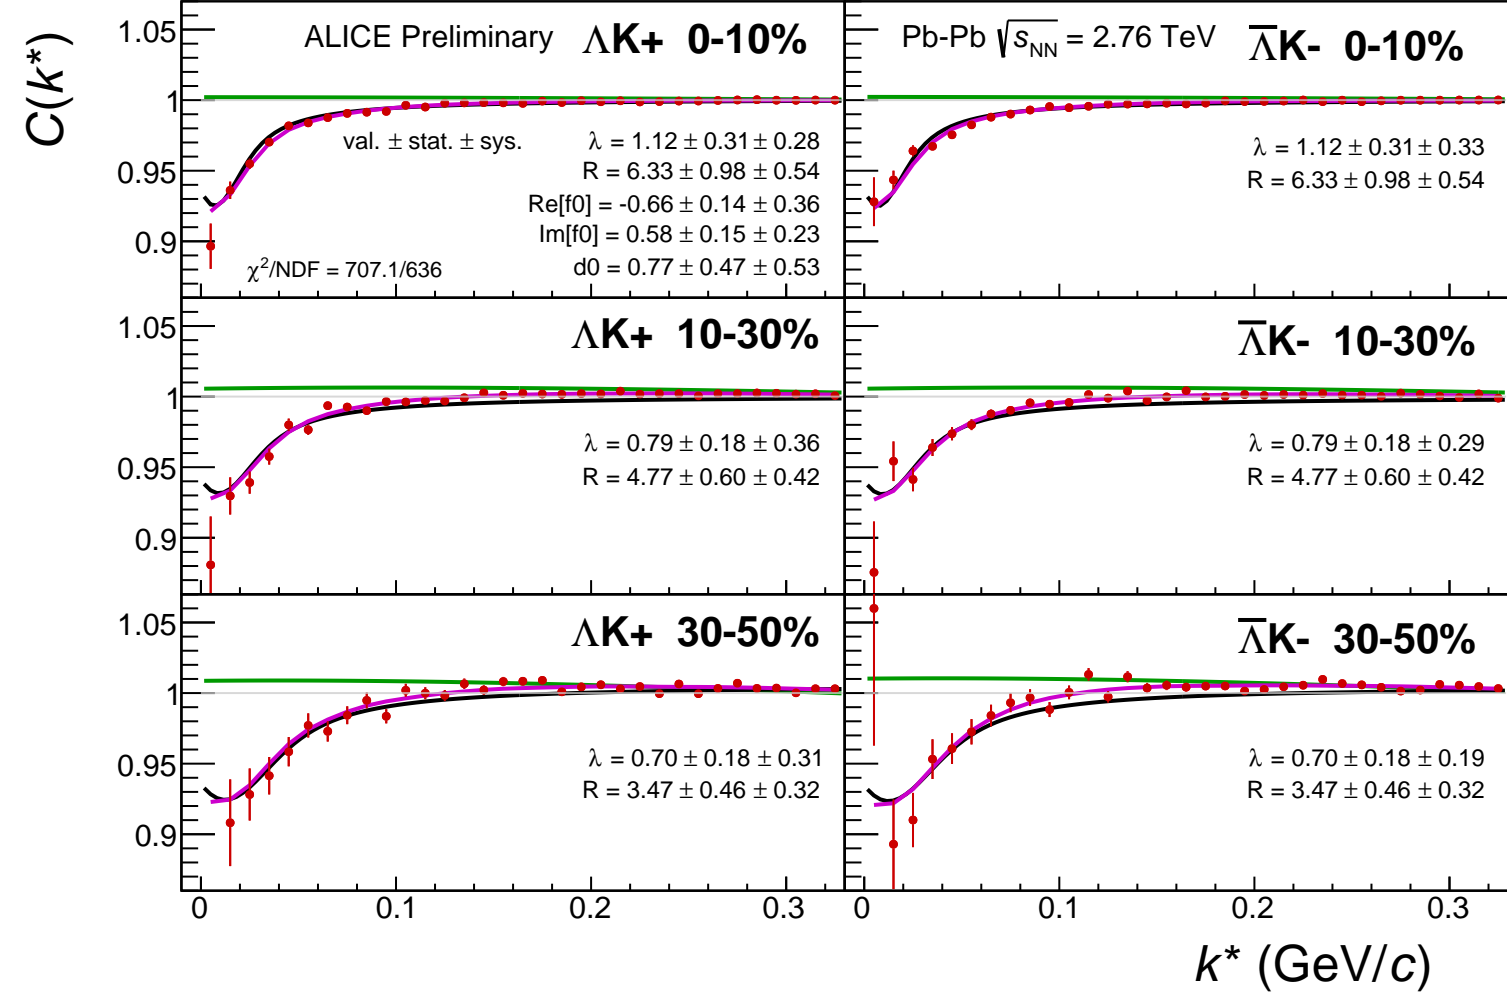 C(k*)
ALICE Preliminary ΛK+ 0-10%
1.05
1
0.95
0.9
val. ± stat. ± sys.
λ = 1.12 ± 0.31 ± 0.28
R = 6.33 ± 0.98 ± 0.54
Re[f0] = -0.66 ± 0.14 ± 0.36
Im[f0] = 0.58 ± 0.15 ± 0.23
d0 = 0.77 ± 0.47 ± 0.53
χ²/NDF = 707.1/636
Pb-Pb √sNN = 2.76 TeV Λ̅K- 0-10%
λ = 1.12 ± 0.31 ± 0.33
R = 6.33 ± 0.98 ± 0.54
ΛK+ 10-30%
1.05
1
0.95
0.9
λ = 0.79 ± 0.18 ± 0.36
R = 4.77 ± 0.60 ± 0.42
Λ̅K- 10-30%
λ = 0.79 ± 0.18 ± 0.29
R = 4.77 ± 0.60 ± 0.42
ΛK+ 30-50%
1.05
1
0.95
0.9
λ = 0.70 ± 0.18 ± 0.31
R = 3.47 ± 0.46 ± 0.32
Λ̅K- 30-50%
λ = 0.70 ± 0.18 ± 0.19
R = 3.47 ± 0.46 ± 0.32
0 0.1 0.2 0.3
0 0.1 0.2 0.3
k* (GeV/c)